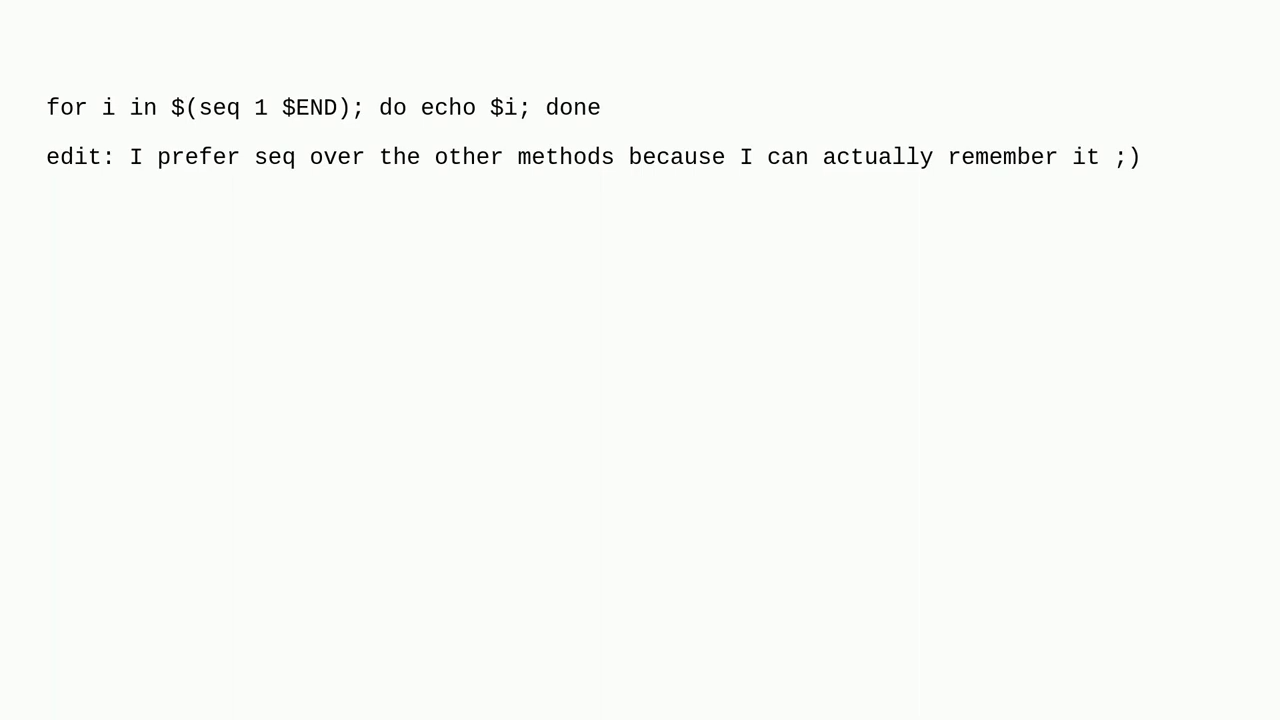 for i in $(seq 1 $END); do echo $i; done
edit: I prefer seq over the other methods because I can actually remember it ;)